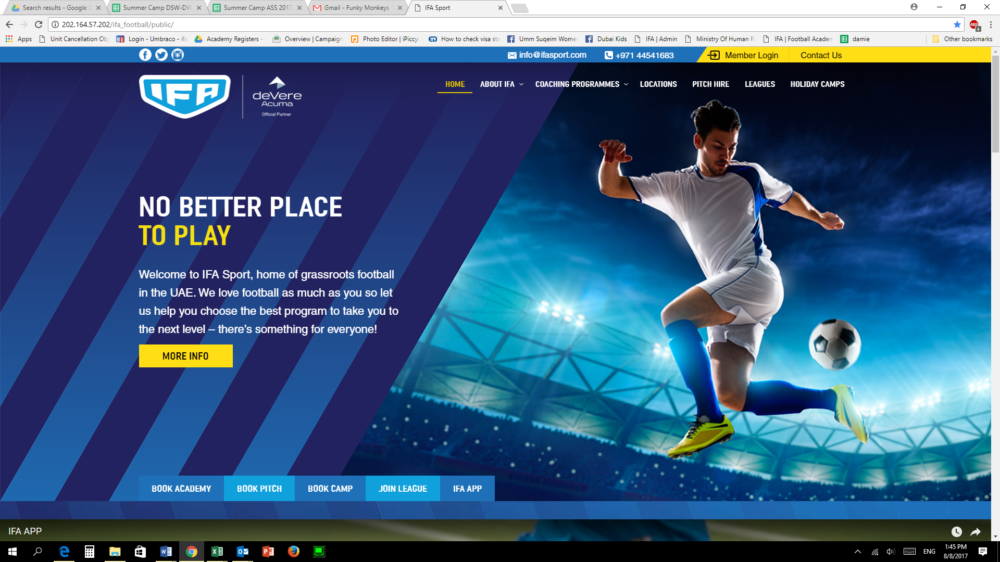 Search results - Google D
Summer Camp DSW-DW
Summer Camp ASS 2017
Gmail - Funky Monkeys
IFA Sport
202.164.57.202/ifa_football/public/
ABP
4
Apps
Unit Cancellation Obj
Login - Umbraco - ifa
Academy Registers -
Overview | Campaign
Photo Editor | iPiccy:
How to check visa sta
Umm Suqeim Wome
Dubai Kids
IFA | Admin
Ministry Of Human R
IFA | Football Academ
damie
Other bookmarks
info@ifasport.com
+971 44541683
Member Login
Contact Us
IFA
deVere
Acuma
Official Partner
HOME
ABOUT IFA
COACHING PROGRAMMES
LOCATIONS
PITCH HIRE
LEAGUES
HOLIDAY CAMPS
NO BETTER PLACE
TO PLAY
Welcome to IFA Sport, home of grassroots football
in the UAE. We love football as much as you so let
us help you choose the best program to take you to
the next level – there's something for everyone!
MORE INFO
BOOK ACADEMY
BOOK PITCH
BOOK CAMP
JOIN LEAGUE
IFA APP
IFA APP
ENG
1:45 PM
8/8/2017